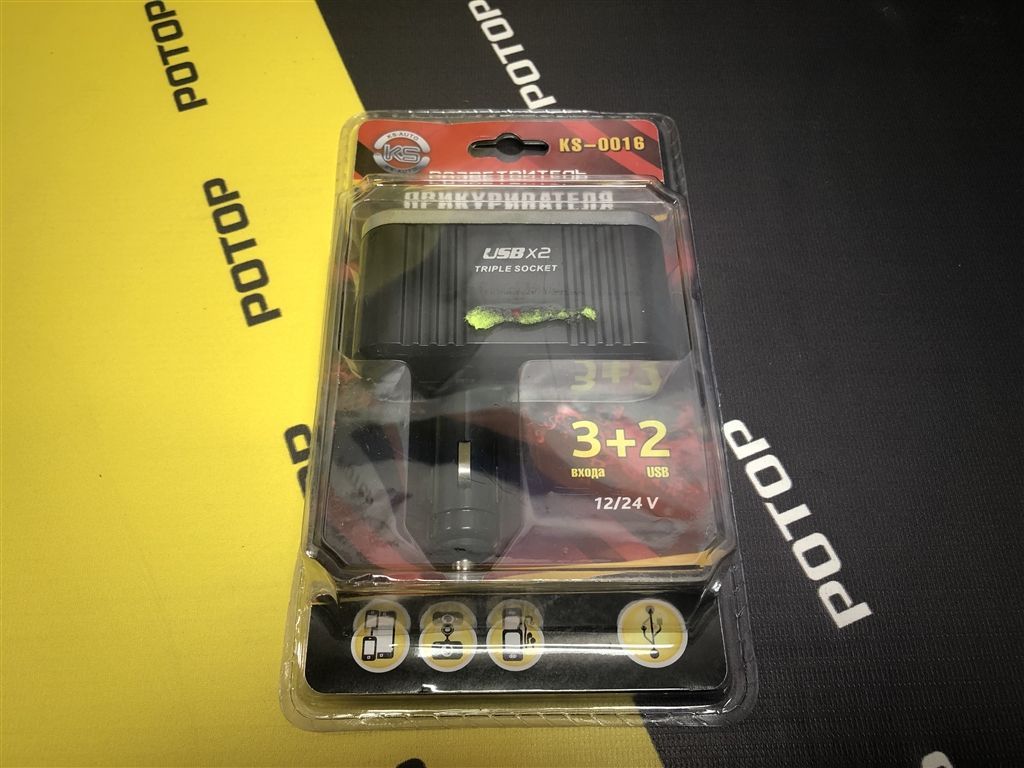 РОТОР
РОТОР
KS-AUTO
KS
KS-0016
РАЗВЕТВИТЕЛЬ
ПРИКУРИВАТЕЛЯ
USB X2
TRIPLE SOCKET
РОТОР
3+2
входа USB
12/24 V
РОТОР
РОТОР